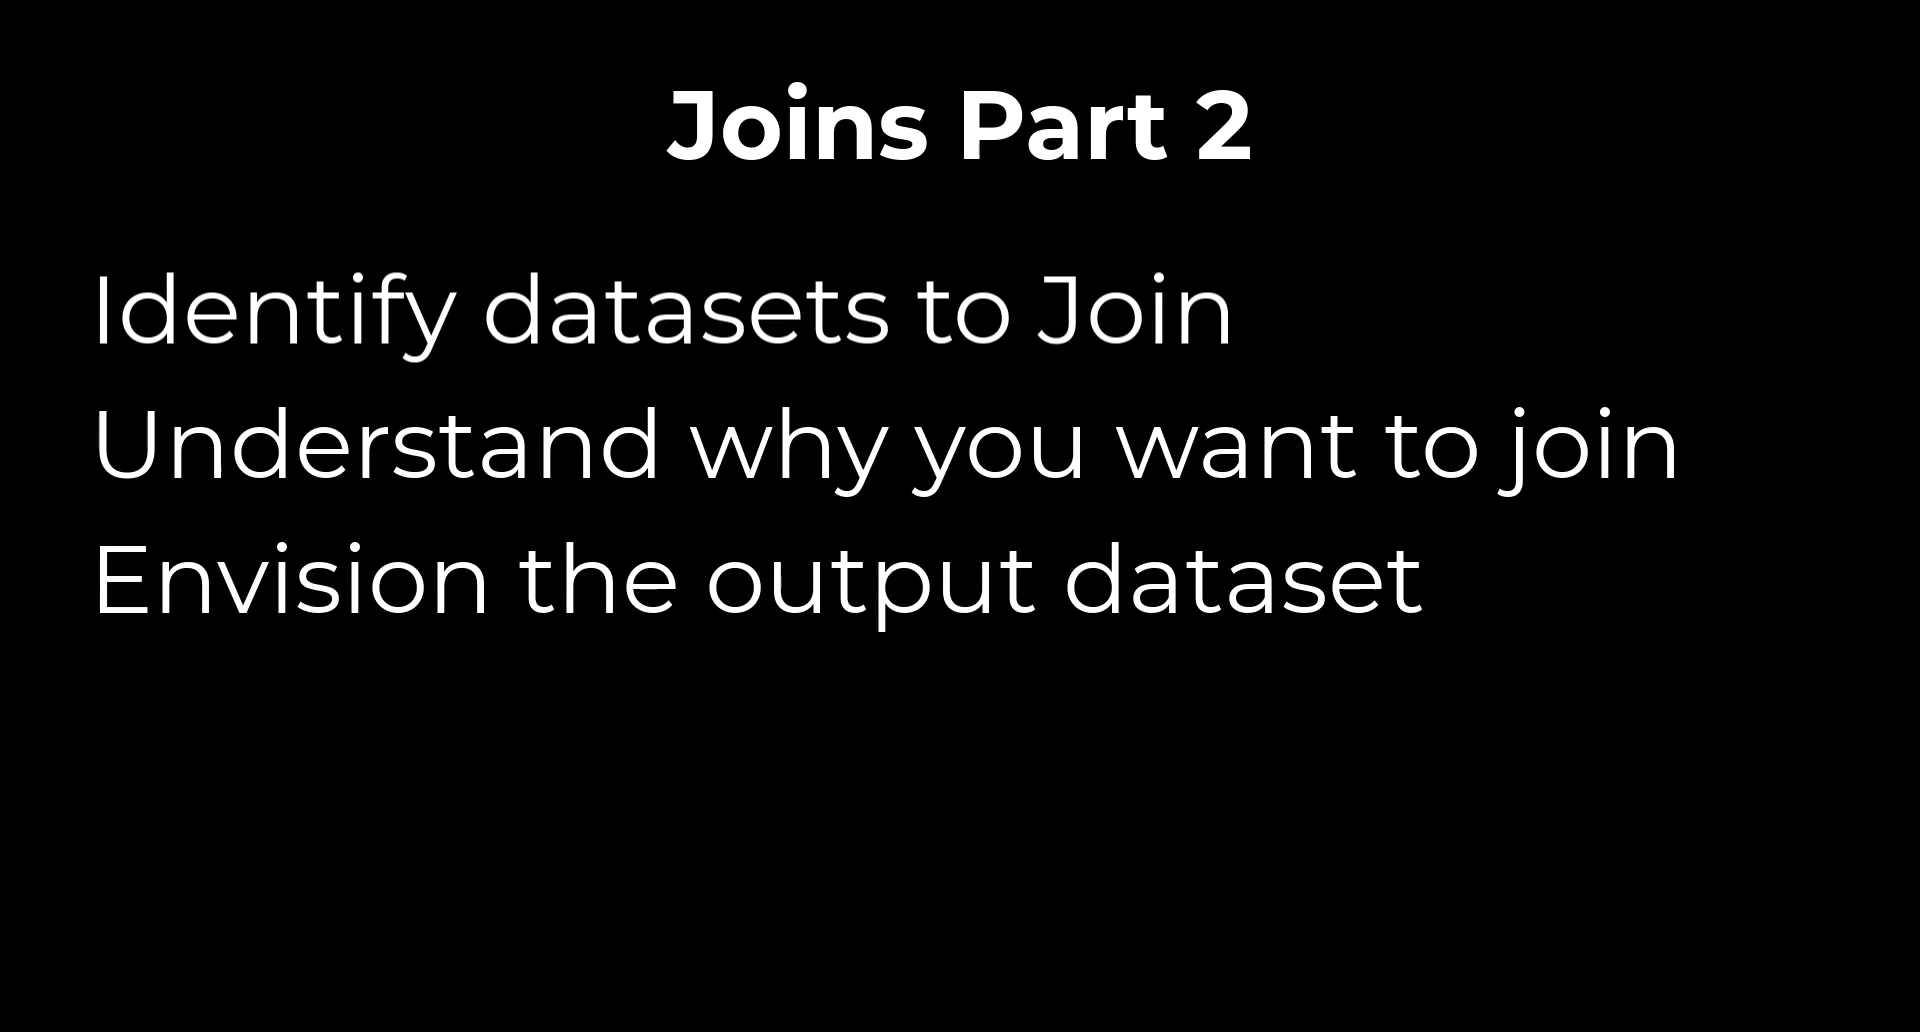 Joins Part 2
Identify datasets to Join
Understand why you want to join
Envision the output dataset